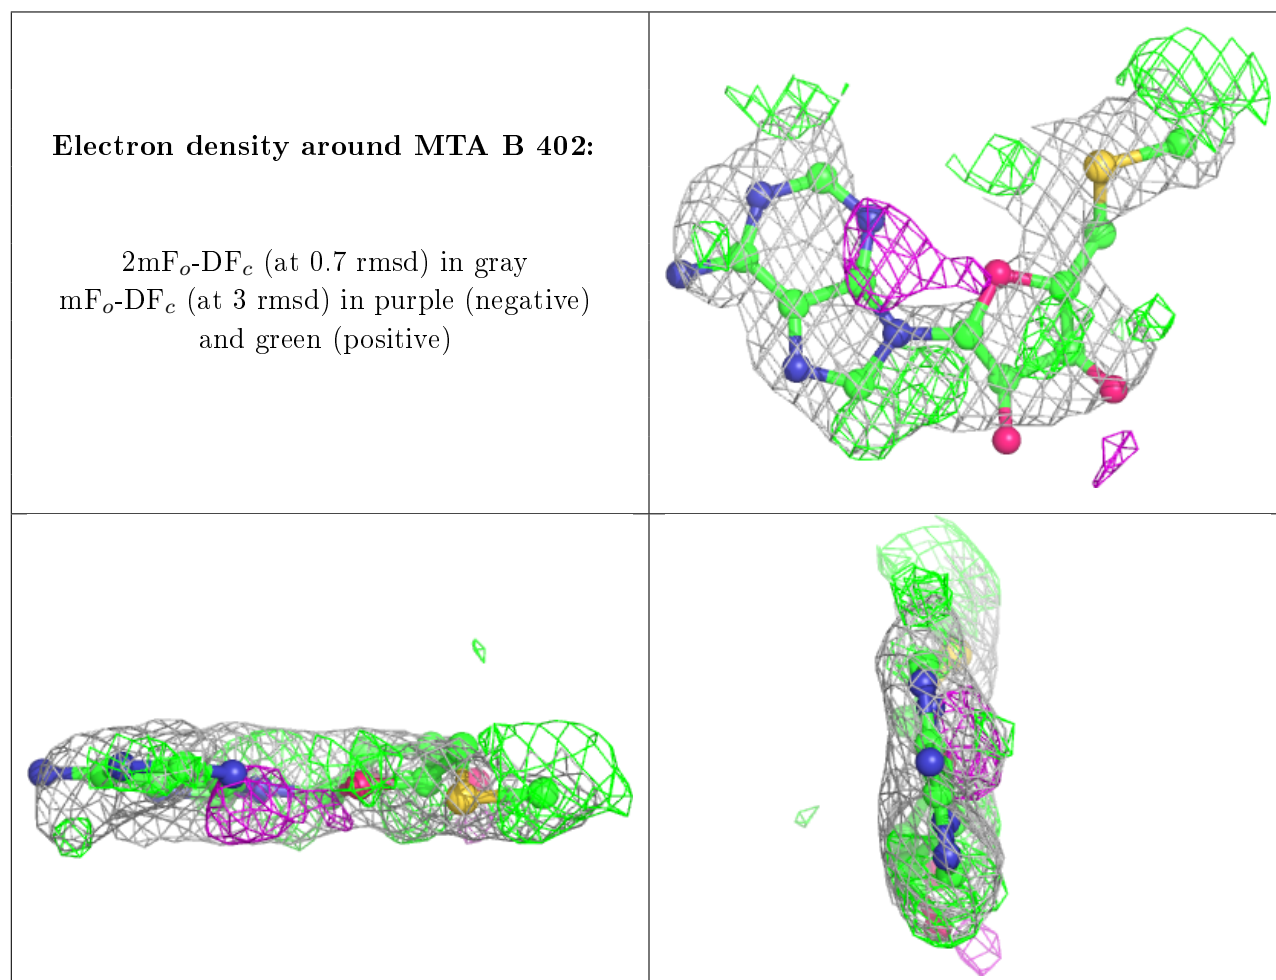 Electron density around MTA B 402:
2mFₒ-DF𝒸 (at 0.7 rmsd) in gray
mFₒ-DF𝒸 (at 3 rmsd) in purple (negative)
and green (positive)